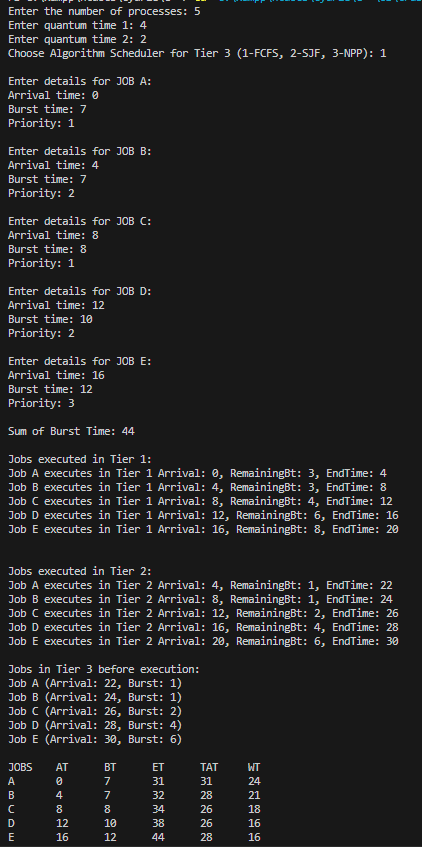 Enter the number of processes: 5
Enter quantum time 1: 4
Enter quantum time 2: 2
Choose Algorithm Scheduler for Tier 3 (1-FCFS, 2-SJF, 3-NPP): 1
Enter details for JOB A:
Arrival time: 0
Burst time: 7
Priority: 1
Enter details for JOB B:
Arrival time: 4
Burst time: 7
Priority: 2
Enter details for JOB C:
Arrival time: 8
Burst time: 8
Priority: 1
Enter details for JOB D:
Arrival time: 12
Burst time: 10
Priority: 2
Enter details for JOB E:
Arrival time: 16
Burst time: 12
Priority: 3
Sum of Burst Time: 44
Jobs executed in Tier 1:
Job A executes in Tier 1 Arrival: 0, RemainingBt: 3, EndTime: 4
Job B executes in Tier 1 Arrival: 4, RemainingBt: 3, EndTime: 8
Job C executes in Tier 1 Arrival: 8, RemainingBt: 4, EndTime: 12
Job D executes in Tier 1 Arrival: 12, RemainingBt: 6, EndTime: 16
Job E executes in Tier 1 Arrival: 16, RemainingBt: 8, EndTime: 20
Jobs executed in Tier 2:
Job A executes in Tier 2 Arrival: 4, RemainingBt: 1, EndTime: 22
Job B executes in Tier 2 Arrival: 8, RemainingBt: 1, EndTime: 24
Job C executes in Tier 2 Arrival: 12, RemainingBt: 2, EndTime: 26
Job D executes in Tier 2 Arrival: 16, RemainingBt: 4, EndTime: 28
Job E executes in Tier 2 Arrival: 20, RemainingBt: 6, EndTime: 30
Jobs in Tier 3 before execution:
Job A (Arrival: 22, Burst: 1)
Job B (Arrival: 24, Burst: 1)
Job C (Arrival: 26, Burst: 2)
Job D (Arrival: 28, Burst: 4)
Job E (Arrival: 30, Burst: 6)
JOBS AT BT ET TAT WT
A 0 7 31 31 24
B 4 7 32 28 21
C 8 8 34 26 18
D 12 10 38 26 16
E 16 12 44 28 16